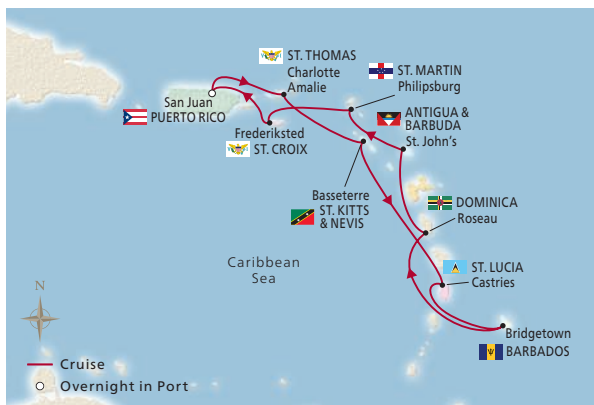 ST. THOMAS
Charlotte
Amalie
ST. MARTIN
Philipsburg
San Juan
PUERTO RICO
ANTIGUA &
BARBUDA
St. John's
Frederiksted
ST. CROIX
Basseterre
ST. KITTS
& NEVIS
DOMINICA
Roseau
Caribbean
Sea
ST. LUCIA
Castries
N
Bridgetown
BARBADOS
Cruise
Overnight in Port